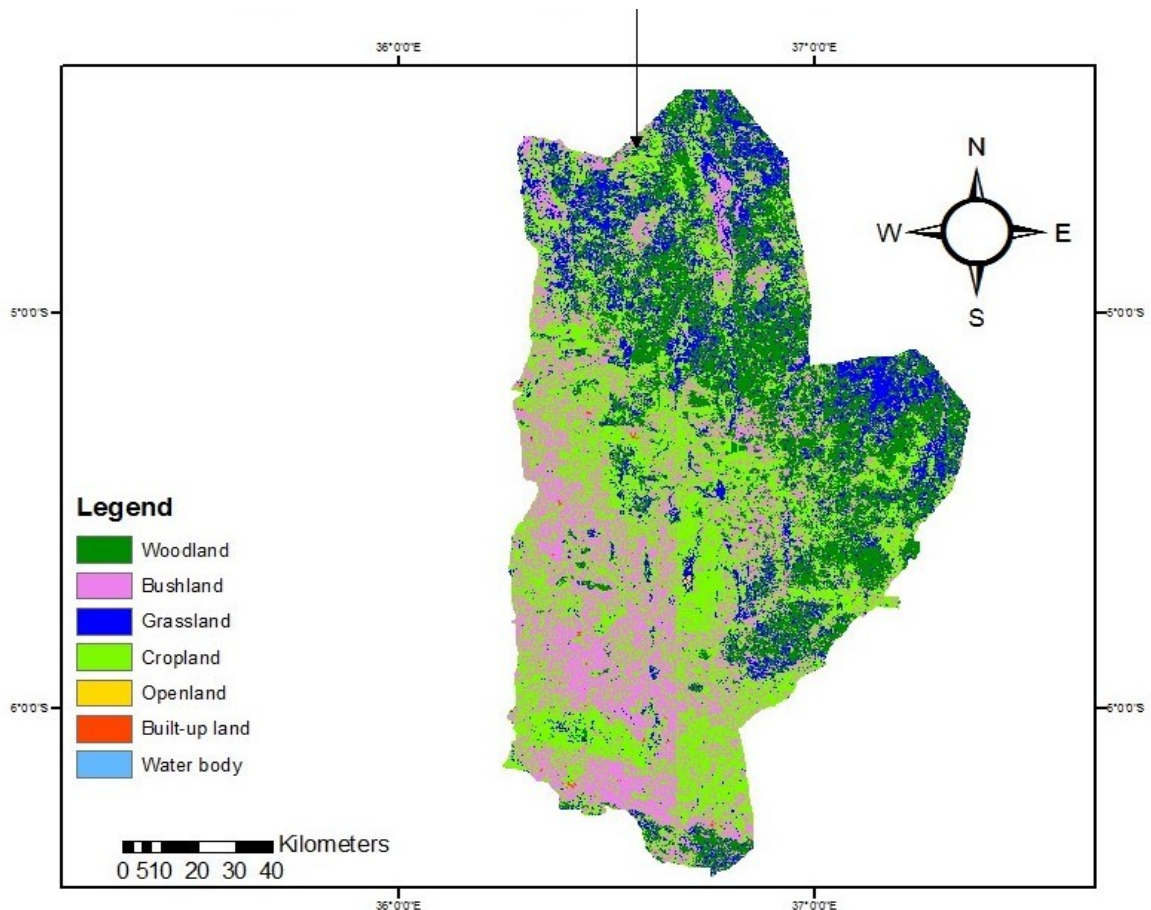 36°0'0"E 37°0'0"E
N
W E
S
5°0'0"S 5°0'0"S
Legend
Woodland
Bushland
Grassland
Cropland
Openland
Built-up land
Water body
6°0'0"S 6°0'0"S
Kilometers
0 510 20 30 40
36°0'0"E 37°0'0"E